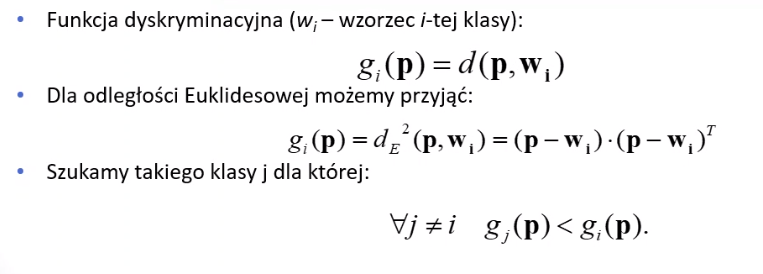 • Funkcja dyskryminacyjna (wᵢ – wzorzec i-tej klasy):
gᵢ(p) = d(p, wᵢ)
• Dla odległości Euklidesowej możemy przyjąć:
gᵢ(p) = d_E²(p, wᵢ) = (p – wᵢ)·(p – wᵢ)ᵀ
• Szukamy takiego klasy j dla której:
∀j ≠ i gⱼ(p) < gᵢ(p).